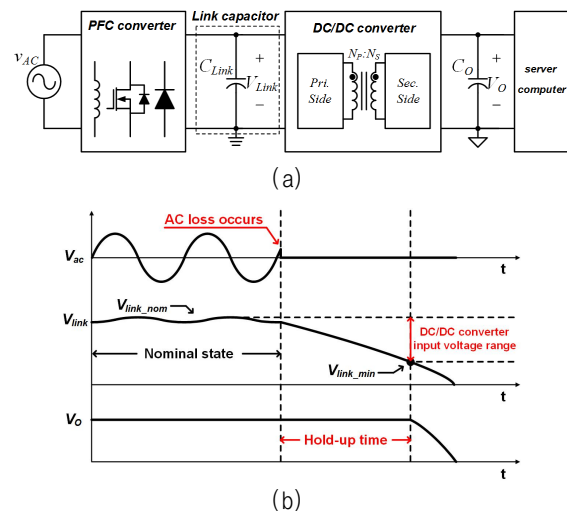 PFC converter
Link capacitor
DC/DC converter
vAC
CLink
+
VLink
−
NP:NS
Pri.
Side
Sec.
Side
CO
+
VO
−
server
computer
(a)
AC loss occurs
Vac
t
Vlink_nom
Vlink
DC/DC converter
input voltage range
Nominal state
Vlink_min
t
VO
Hold-up time
t
(b)